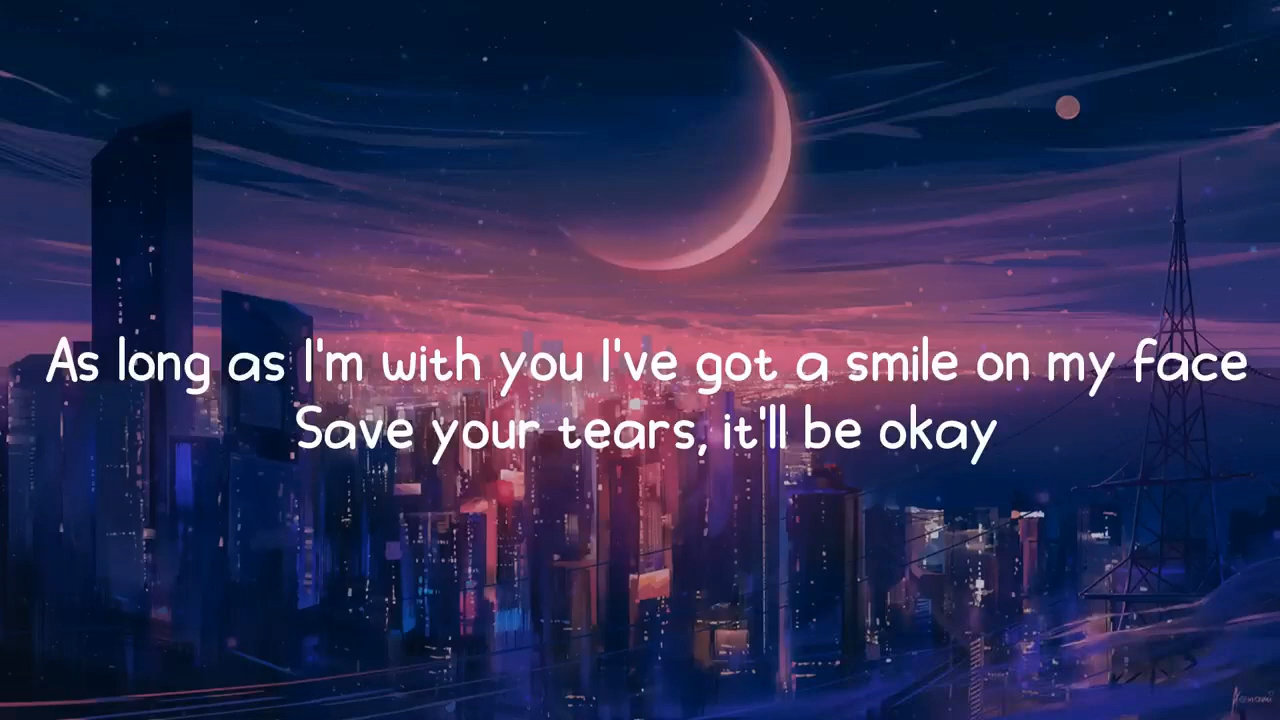 As long as I'm with you I've got a smile on my face
Save your tears, it'll be okay